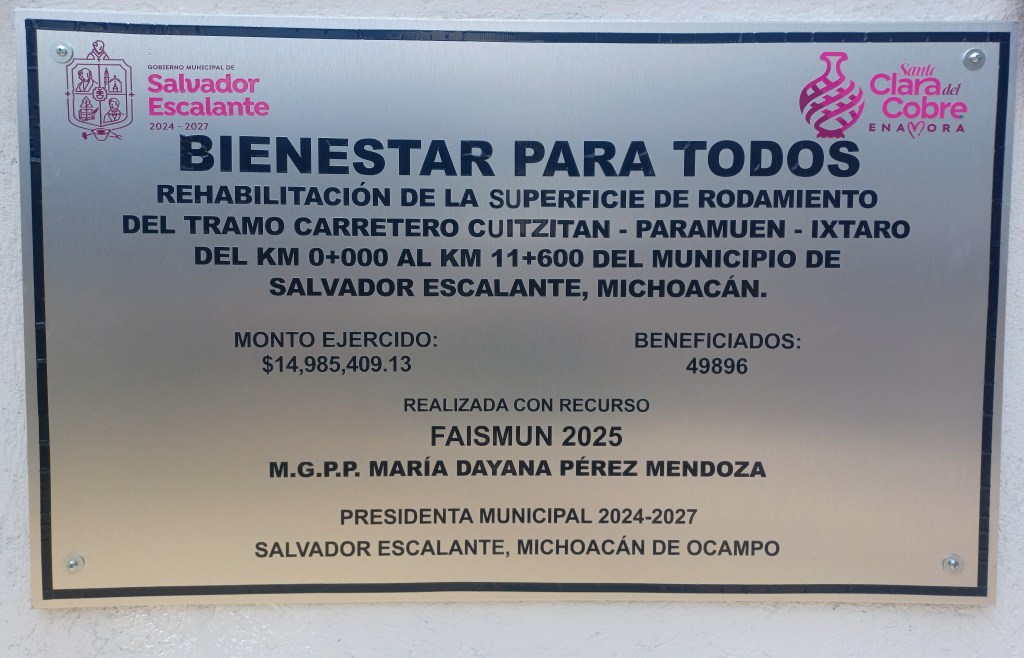 GOBIERNO MUNICIPAL DE
Salvador
Escalante
2024 - 2027
Santa
Clara del
Cobre
ENAMORA
BIENESTAR PARA TODOS
REHABILITACIÓN DE LA SUPERFICIE DE RODAMIENTO
DEL TRAMO CARRETERO CUITZITAN - PARAMUEN - IXTARO
DEL KM 0+000 AL KM 11+600 DEL MUNICIPIO DE
SALVADOR ESCALANTE, MICHOACÁN.
MONTO EJERCIDO:
$14,985,409.13
BENEFICIADOS:
49896
REALIZADA CON RECURSO
FAISMUN 2025
M.G.P.P. MARÍA DAYANA PÉREZ MENDOZA
PRESIDENTA MUNICIPAL 2024-2027
SALVADOR ESCALANTE, MICHOACÁN DE OCAMPO